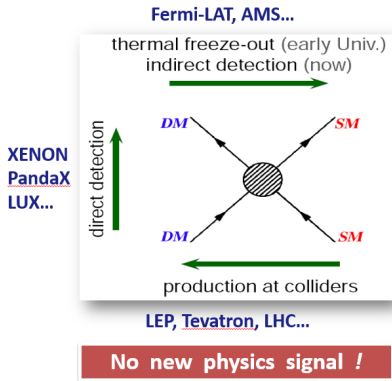 Fermi-LAT, AMS...
thermal freeze-out (early Univ.)
indirect detection (now)
DM
SM
XENON
PandaX
LUX...
direct detection
DM
SM
production at colliders
LEP, Tevatron, LHC...
No new physics signal !